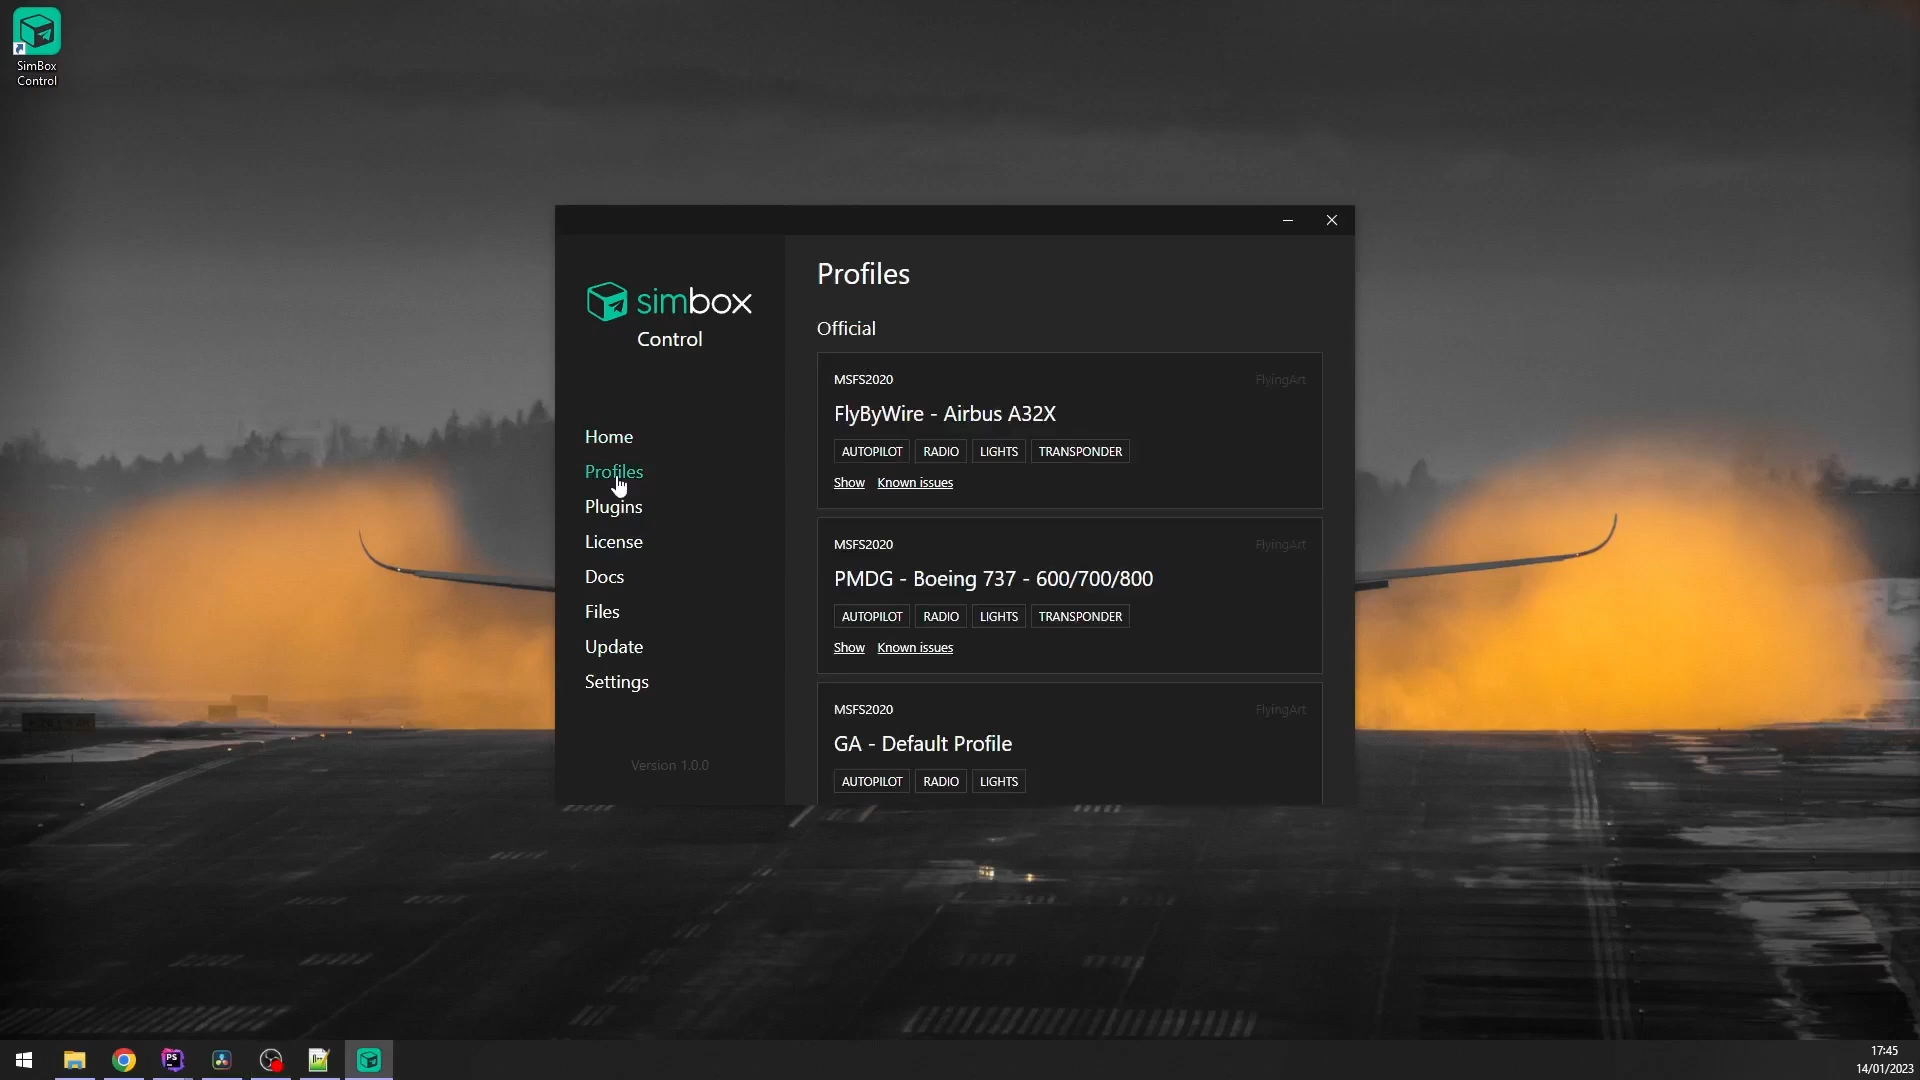 SimBox
Control
simbox
Control
Home
Profiles
Plugins
License
Docs
Files
Update
Settings
Version 1.0.0
Profiles
Official
MSFS2020
FlyingArt
FlyByWire - Airbus A32X
AUTOPILOT RADIO LIGHTS TRANSPONDER
Show Known issues
MSFS2020
FlyingArt
PMDG - Boeing 737 - 600/700/800
AUTOPILOT RADIO LIGHTS TRANSPONDER
Show Known issues
MSFS2020
FlyingArt
GA - Default Profile
AUTOPILOT RADIO LIGHTS
PS
17:45
14/01/2023